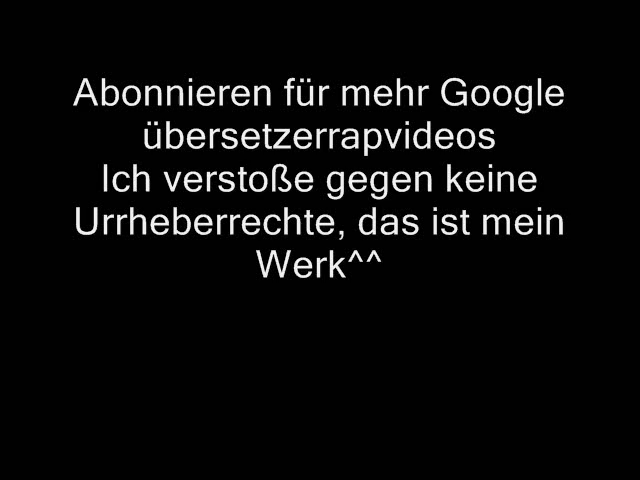 Abonnieren für mehr Google
übersetzerrapvideos
Ich verstoße gegen keine
Urrheberrechte, das ist mein
Werk^^